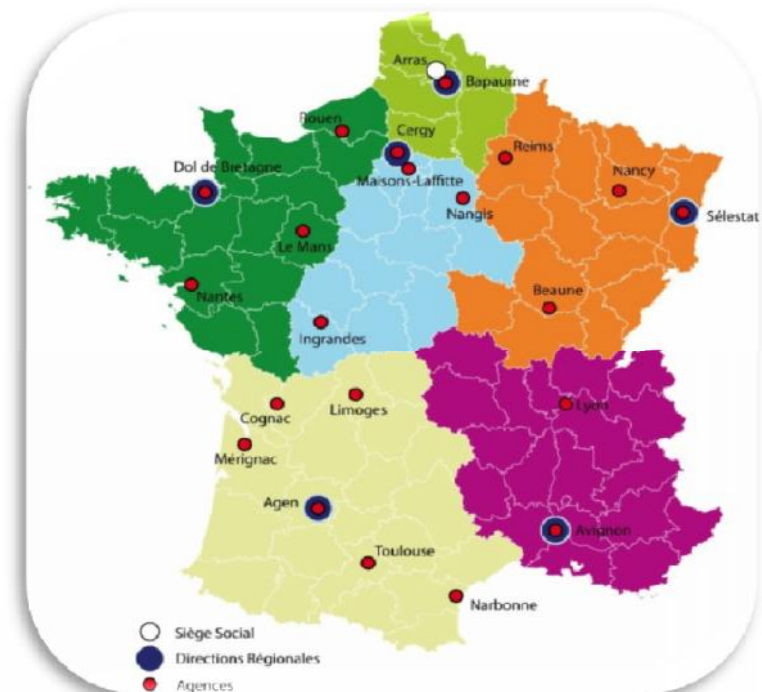 Arras
Bapaume
Rouen
Cergy
Reims
Dol de Bretagne
Maisons-Laffitte
Nancy
Nangis
Sélestat
Le Mans
Nantes
Beaune
Ingrandes
Cognac
Limoges
Lyon
Mérignac
Agen
Avignon
Toulouse
Narbonne
Siège Social
Directions Régionales
Agences